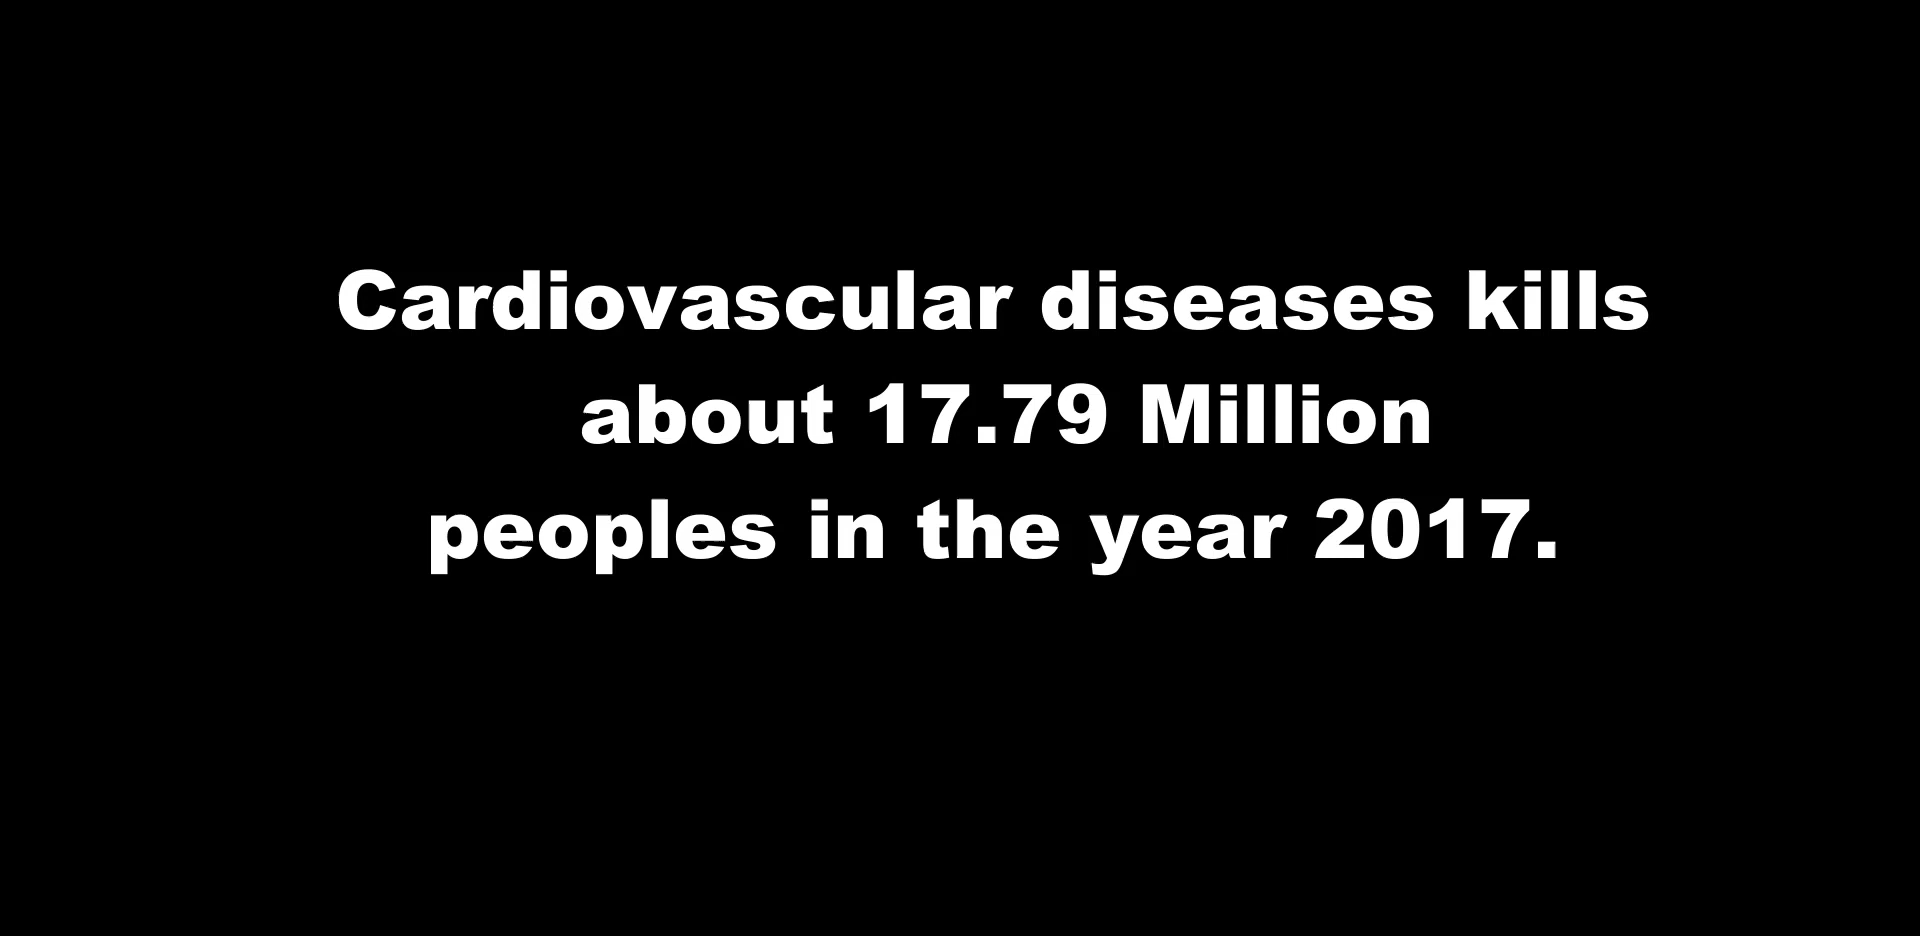 Cardiovascular diseases kills
about 17.79 Million
peoples in the year 2017.